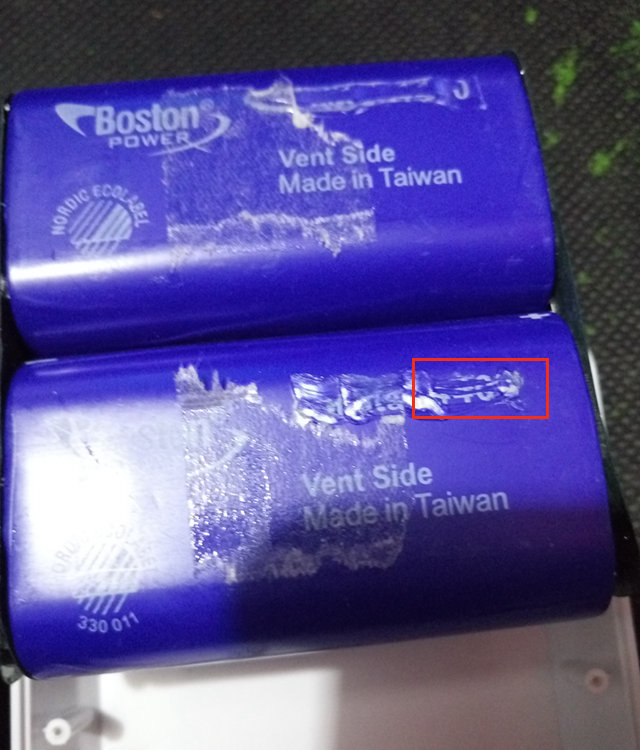 Boston®
POWER
Vent Side
Made in Taiwan
NORDIC ECOLABEL
Vent Side
Made in Taiwan
330 011